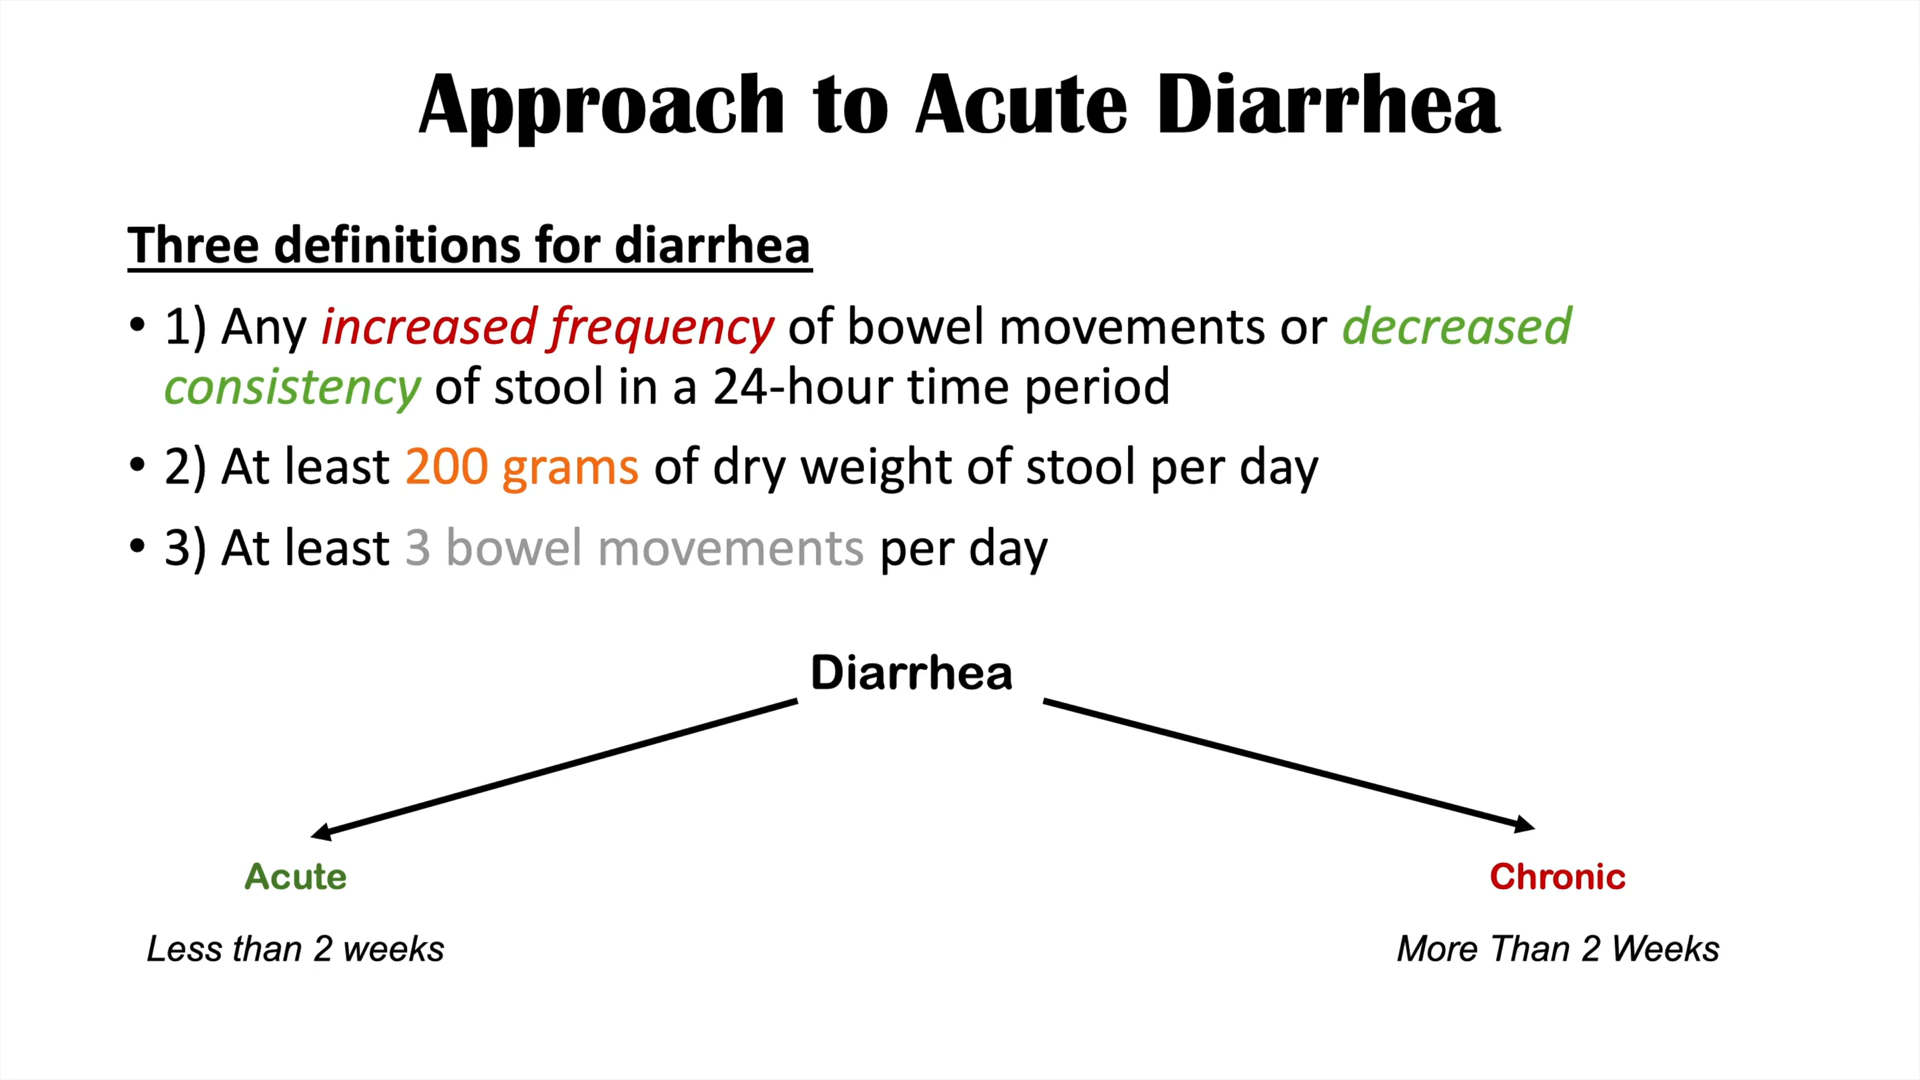 Approach to Acute Diarrhea
Three definitions for diarrhea
• 1) Any increased frequency of bowel movements or decreased
consistency of stool in a 24-hour time period
• 2) At least 200 grams of dry weight of stool per day
• 3) At least 3 bowel movements per day
Diarrhea
Acute
Chronic
Less than 2 weeks
More Than 2 Weeks